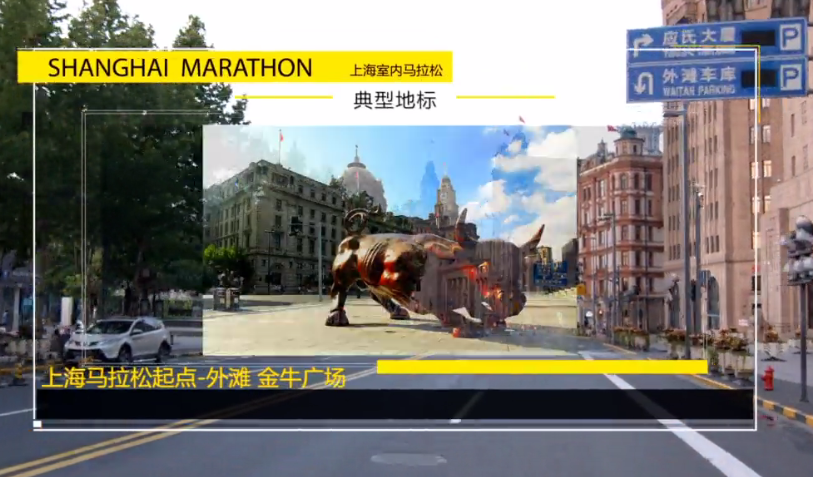 SHANGHAI MARATHON 上海室内马拉松
典型地标
应氏大厦 P
外滩车库 P
WAITAN PARKING
上海马拉松起点-外滩 金牛广场